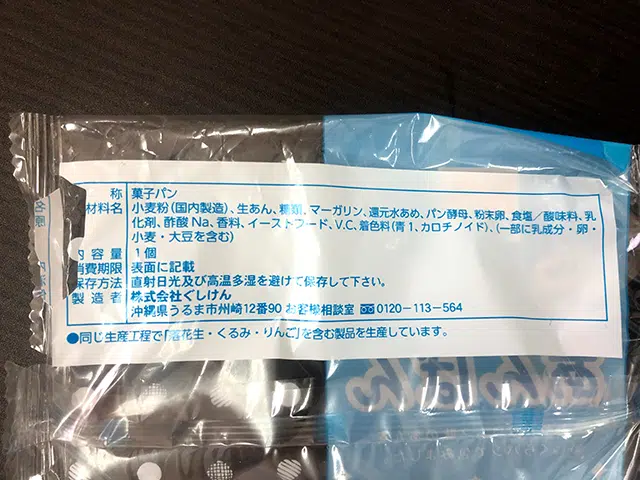 称 菓子パン
材料名 小麦粉(国内製造)、生あん、糖類、マーガリン、還元水あめ、パン酵母、粉末卵、食塩／酸味料、乳
化剤、酢酸Na、香料、イーストフード、V.C、着色料(青1、カロチノイド)、(一部に乳成分・卵・
小麦・大豆を含む)
内容量 1個
消費期限 表面に記載
保存方法 直射日光及び高温多湿を避けて保存して下さい。
製造者 株式会社ぐしけん
沖縄県うるま市州崎12番90 お客様相談室 0120-113-564
●同じ生産工程で「落花生・くるみ・りんご」を含む製品を生産しています。